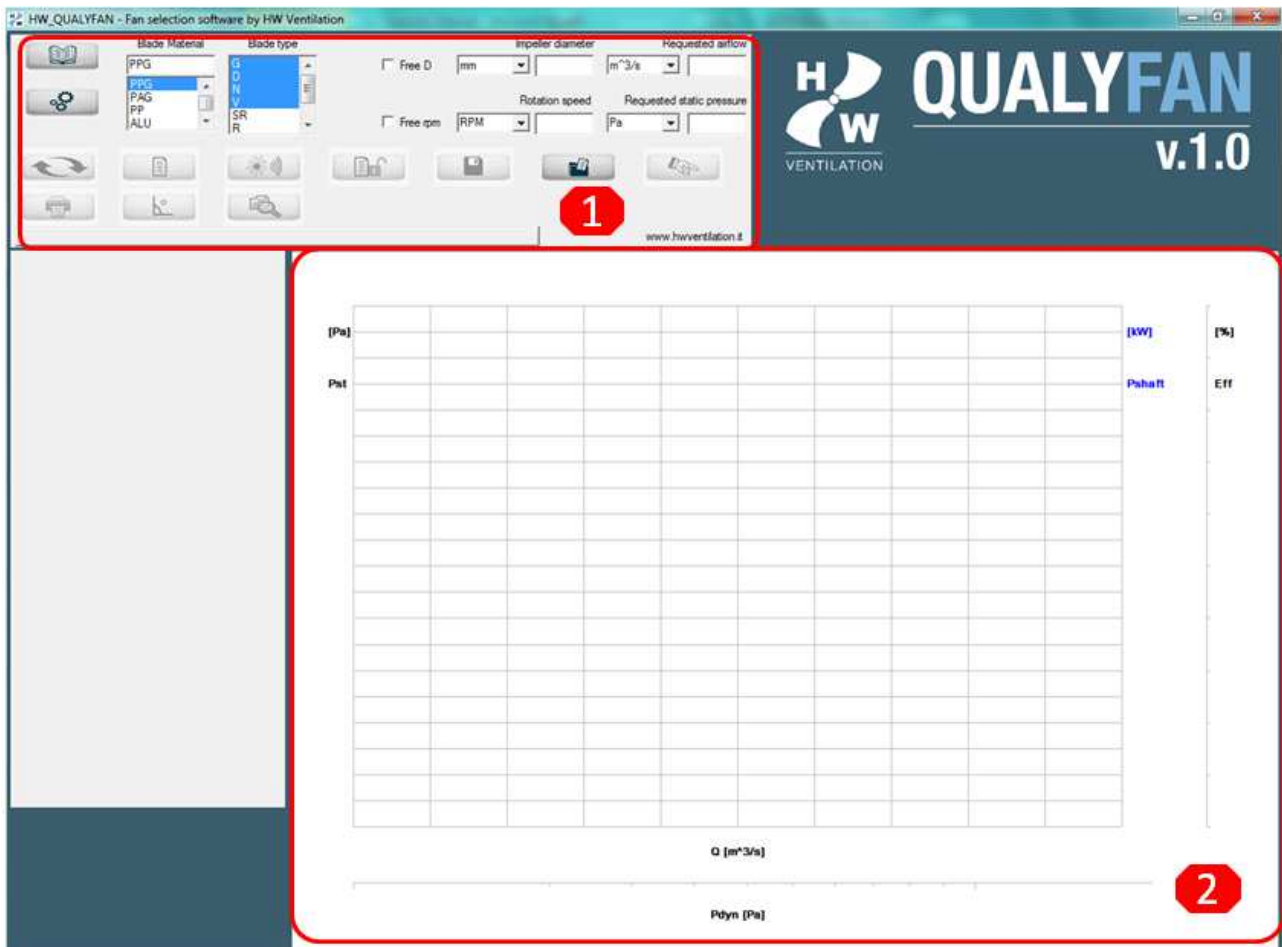 HW_QUALYFAN - Fan selection software by HW Ventilation
Blade Material
Blade type
Impeller diameter
Requested airflow
PPG
G
Free D
mm
m^3/s
PPG
D
PAG
N
PP
V
ALU
SR
R
Rotation speed
Requested static pressure
Free rpm
RPM
Pa
1
www.hwventilation.it
H
W
VENTILATION
QUALYFAN
v.1.0
[Pa]
[kW]
[%]
Pst
Pshaft
Eff
Q [m^3/s]
Pdyn [Pa]
2